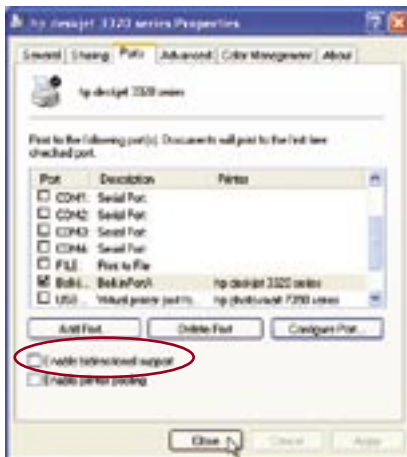 hp deskjet 3320 series Properties
General Sharing Ports Advanced Color Management About
hp deskjet 3320 series
Print to the following port(s). Documents will print to the first free
checked port.
Port Description Printer
COM1: Serial Port
COM2: Serial Port
COM3: Serial Port
COM4: Serial Port
FILE: Print to File
Belki... BelkinPortA hp deskjet 3320 series
USB... Virtual printer port fo... hp photosmart 7350 series
Add Port... Delete Port Configure Port...
Enable bidirectional support
Enable printer pooling
Close Cancel Apply